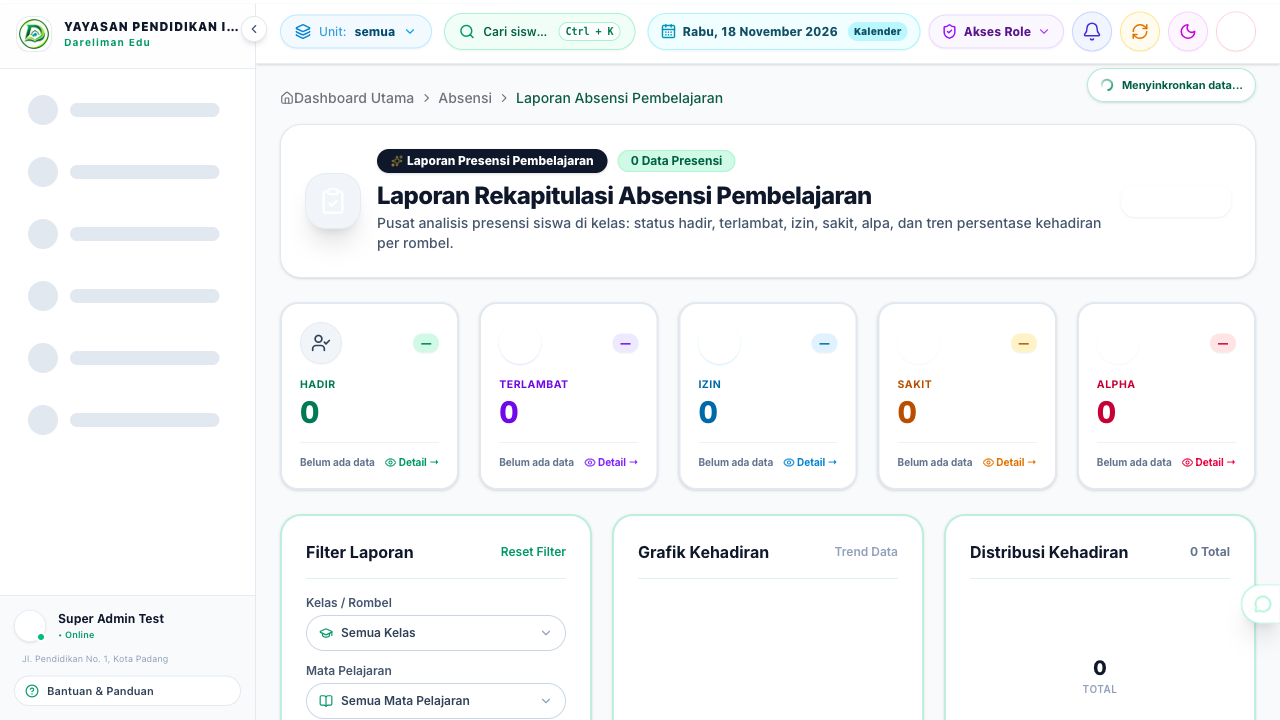 YAYASAN PENDIDIKAN I...
Dareliman Edu
Unit: semua
Cari sisw...
Ctrl + K
Rabu, 18 November 2026
Kalender
Akses Role
Dashboard Utama
Absensi
Laporan Absensi Pembelajaran
Menyinkronkan data...
Laporan Presensi Pembelajaran
0 Data Presensi
Laporan Rekapitulasi Absensi Pembelajaran
Pusat analisis presensi siswa di kelas: status hadir, terlambat, izin, sakit, alpa, dan tren persentase kehadiran
per rombel.
—
HADIR
0
Belum ada data
Detail →
—
TERLAMBAT
0
Belum ada data
Detail →
—
IZIN
0
Belum ada data
Detail →
—
SAKIT
0
Belum ada data
Detail →
—
ALPHA
0
Belum ada data
Detail →
Filter Laporan
Reset Filter
Kelas / Rombel
Semua Kelas
Mata Pelajaran
Semua Mata Pelajaran
Grafik Kehadiran
Trend Data
Distribusi Kehadiran
0 Total
0
TOTAL
Super Admin Test
• Online
Jl. Pendidikan No. 1, Kota Padang
Bantuan & Panduan